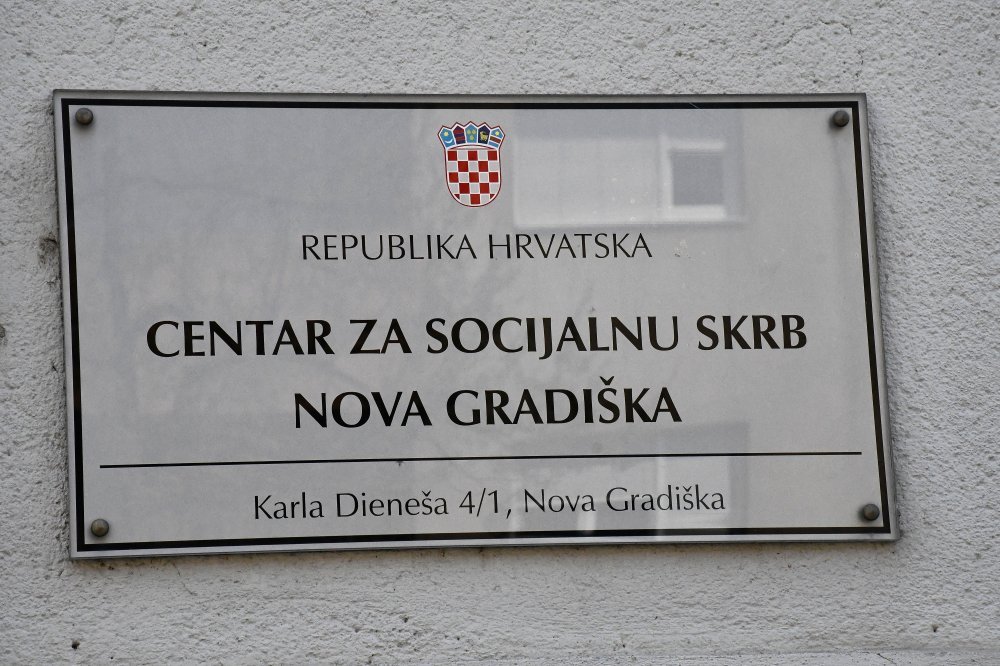 REPUBLIKA HRVATSKA
CENTAR ZA SOCIJALNU SKRB
NOVA GRADIŠKA
Karla Dieneša 4/1, Nova Gradiška